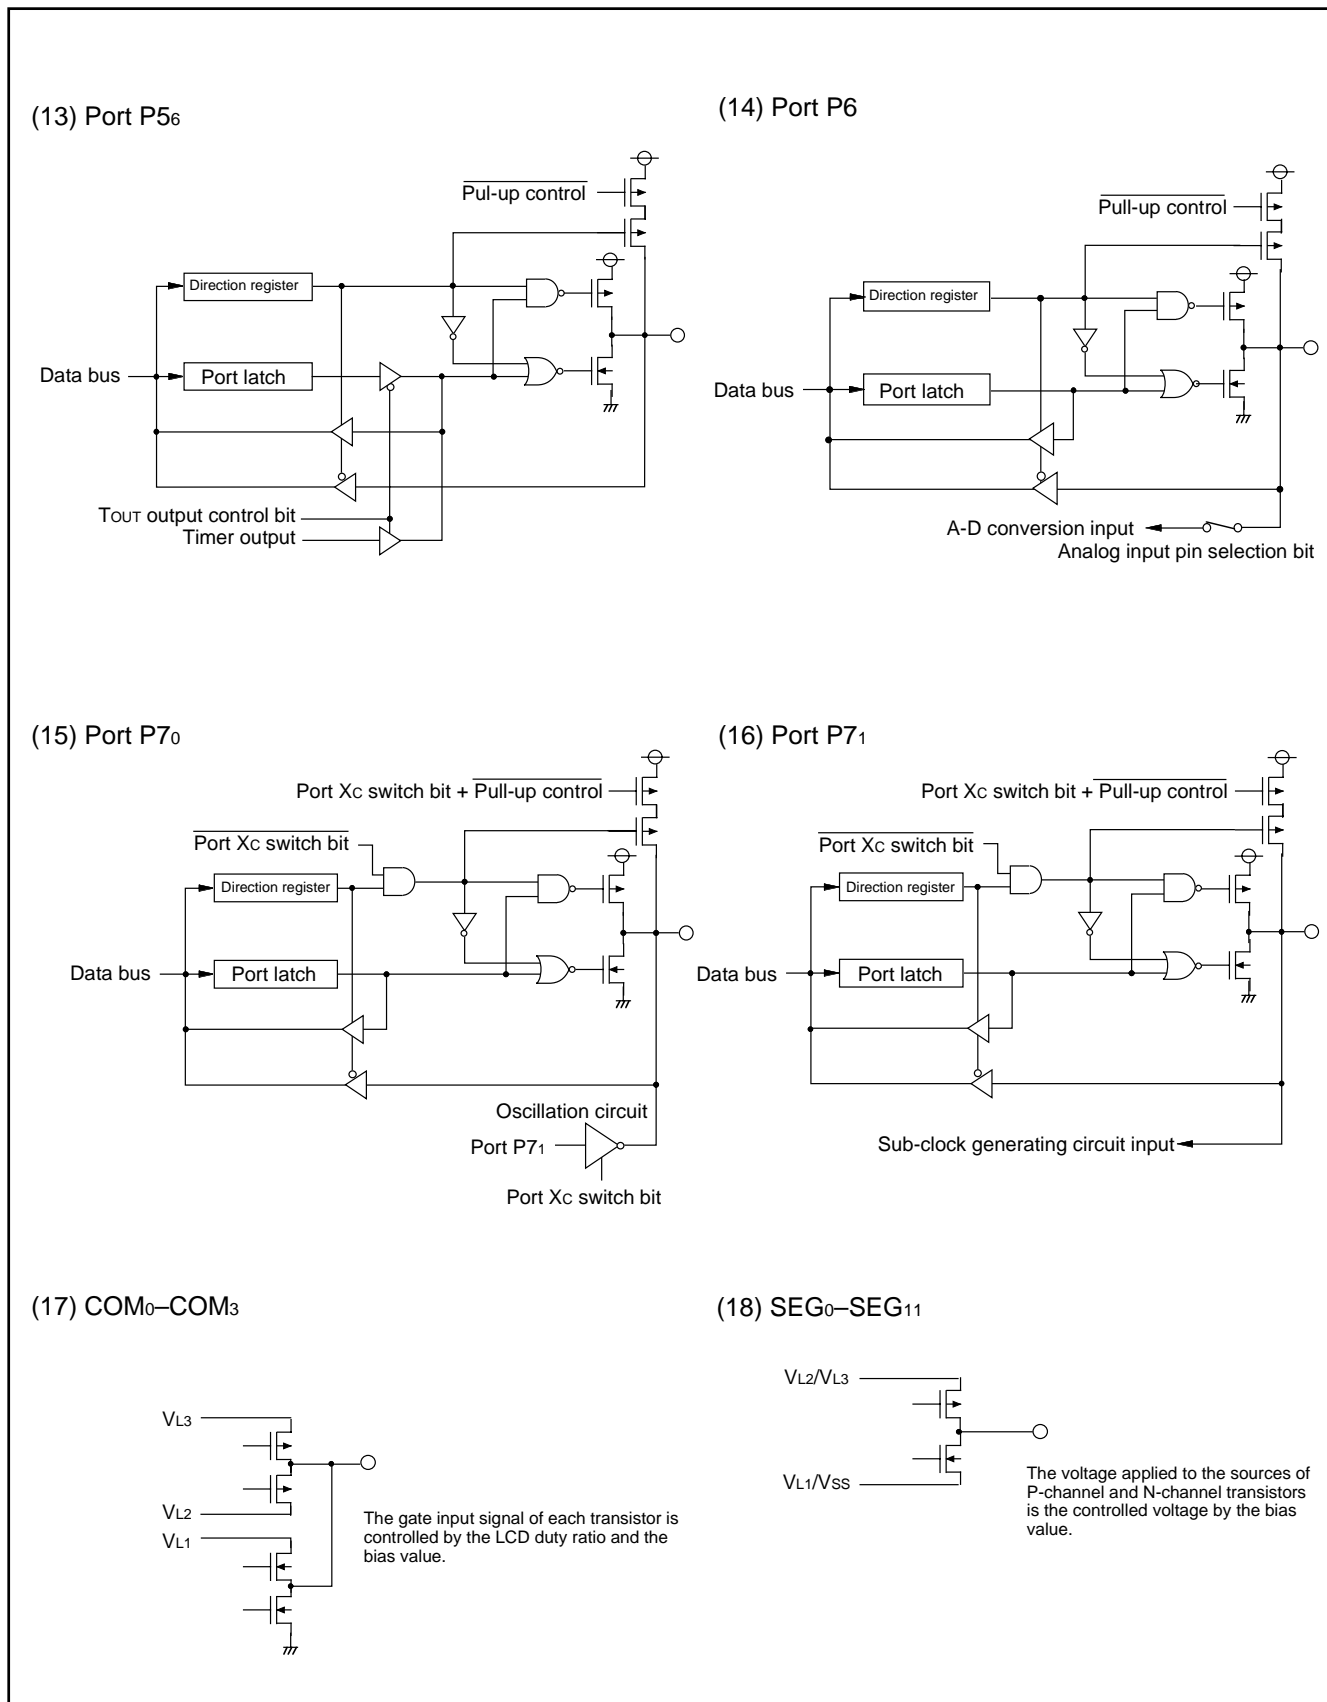 (13) Port P56
Pul-up control
Direction register
Data bus
Port latch
TOUT output control bit
Timer output
(14) Port P6
Pull-up control
Direction register
Data bus
Port latch
A-D conversion input
Analog input pin selection bit
(15) Port P70
Port XC switch bit + Pull-up control
Port XC switch bit
Direction register
Data bus
Port latch
Oscillation circuit
Port P71
Port XC switch bit
(16) Port P71
Port XC switch bit + Pull-up control
Port XC switch bit
Direction register
Data bus
Port latch
Sub-clock generating circuit input
(17) COM0–COM3
VL3
VL2
VL1
The gate input signal of each transistor is
controlled by the LCD duty ratio and the
bias value.
(18) SEG0–SEG11
VL2/VL3
VL1/VSS
The voltage applied to the sources of
P-channel and N-channel transistors
is the controlled voltage by the bias
value.